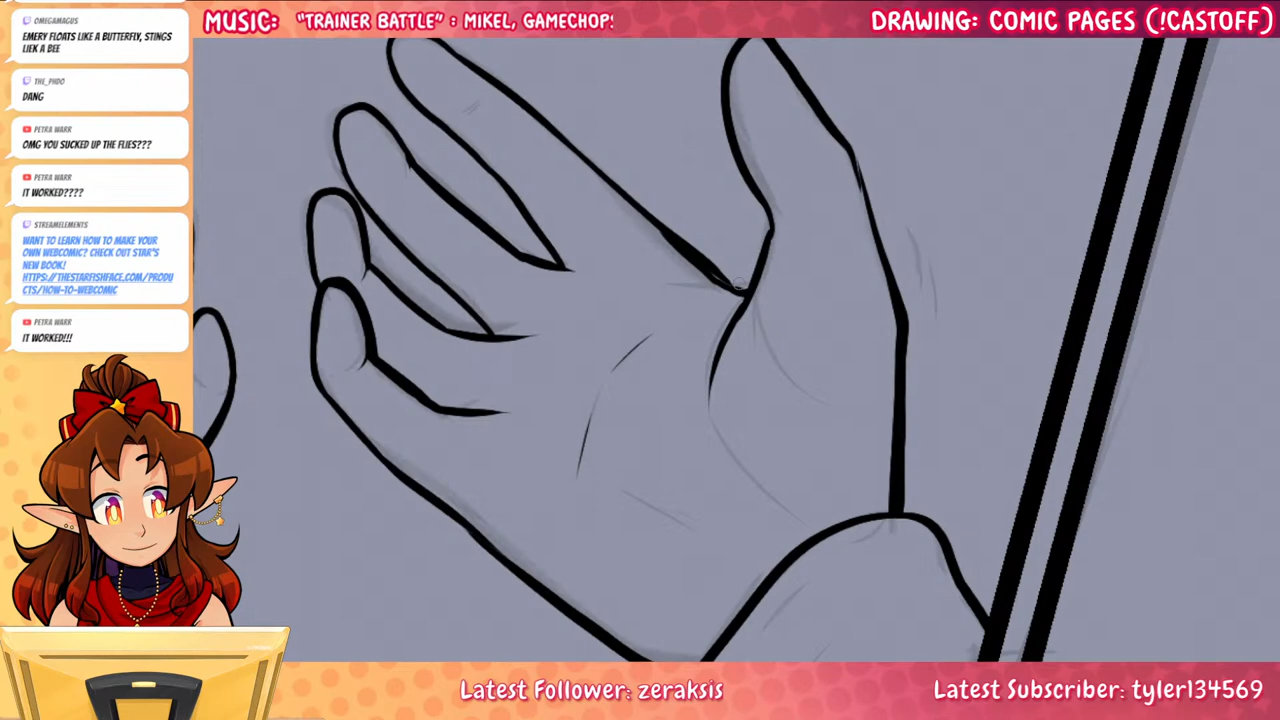 MUSIC: "TRAINER BATTLE" : MIKEL, GAMECHOPS
DRAWING: COMIC PAGES (!CASTOFF)
OMEGAMAGUS
EMERY FLOATS LIKE A BUTTERFLY, STINGS
LIEK A BEE
THE_PHDO
DANG
PETRA WARR
OMG YOU SUCKED UP THE FLIES???
PETRA WARR
IT WORKED????
STREAMELEMENTS
WANT TO LEARN HOW TO MAKE YOUR
OWN WEBCOMIC? CHECK OUT STAR'S
NEW BOOK!
HTTPS://THESTARFISHFACE.COM/PRODU
CTS/HOW-TO-WEBCOMIC
PETRA WARR
IT WORKED!!!
Latest Follower: zeraksis
Latest Subscriber: tyler134569